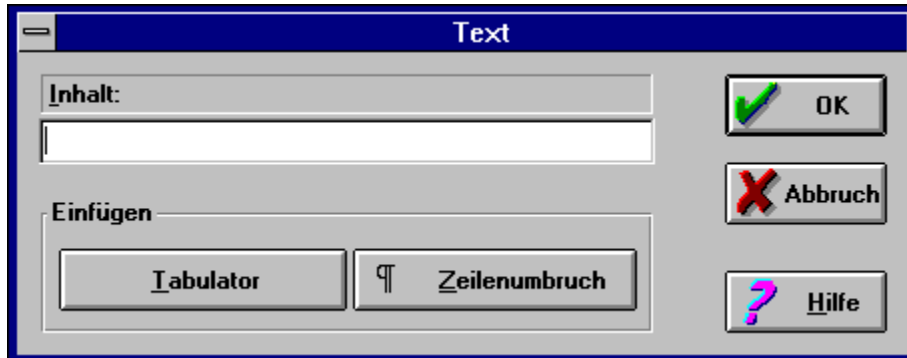 Text
Inhalt:
OK
Abbruch
Einfügen
Tabulator
¶ Zeilenumbruch
Hilfe